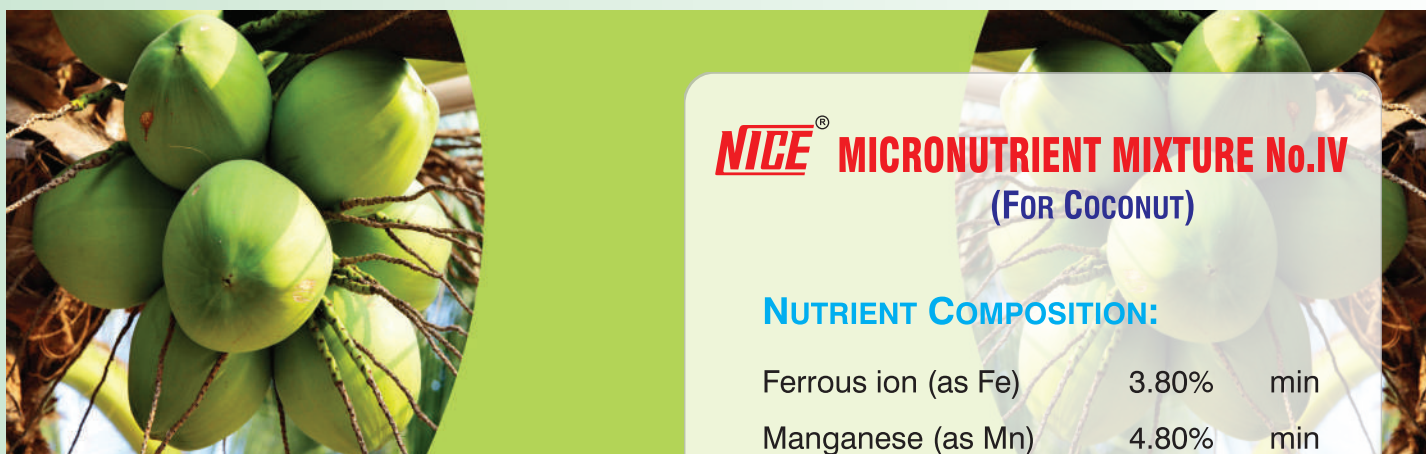 NICE® MICRONUTRIENT MIXTURE No.IV
(FOR COCONUT)
NUTRIENT COMPOSITION:
Ferrous ion (as Fe) 3.80% min
Manganese (as Mn) 4.80% min